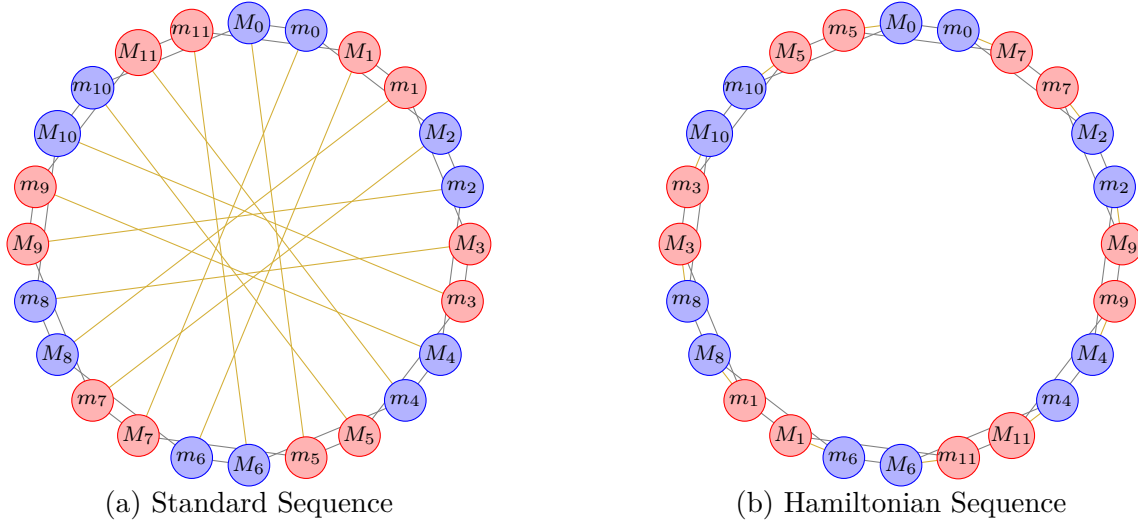 M₀
m₀
M₁
m₁
M₂
m₂
M₃
m₃
M₄
m₄
M₅
m₅
M₆
m₆
M₇
m₇
M₈
m₈
M₉
m₉
M₁₀
m₁₀
M₁₁
m₁₁
(a) Standard Sequence
M₀
m₀
M₇
m₇
M₂
m₂
M₉
m₉
M₄
m₄
M₁₁
m₁₁
M₆
m₆
M₁
m₁
M₈
m₈
M₃
m₃
M₁₀
m₁₀
M₅
m₅
(b) Hamiltonian Sequence